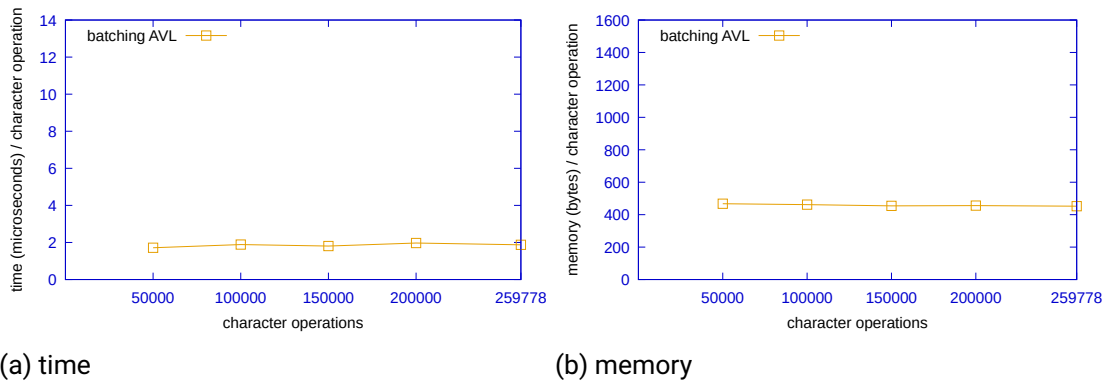 time (microseconds) / character operation
14
12
10
8
6
4
2
0
batching AVL
50000 100000 150000 200000 259778
character operations
(a) time
memory (bytes) / character operation
1600
1400
1200
1000
800
600
400
200
0
batching AVL
50000 100000 150000 200000 259778
character operations
(b) memory